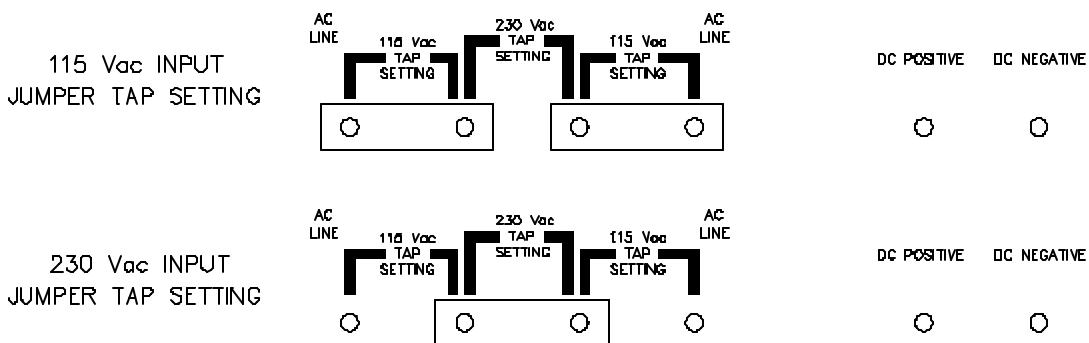 115 Vac INPUT
JUMPER TAP SETTING
AC
LINE
115 Vac
TAP
SETTING
230 Vac
TAP
SETTING
115 Vac
TAP
SETTING
AC
LINE
DC POSITIVE
DC NEGATIVE
230 Vac INPUT
JUMPER TAP SETTING
AC
LINE
115 Vac
TAP
SETTING
230 Vac
TAP
SETTING
115 Vac
TAP
SETTING
AC
LINE
DC POSITIVE
DC NEGATIVE